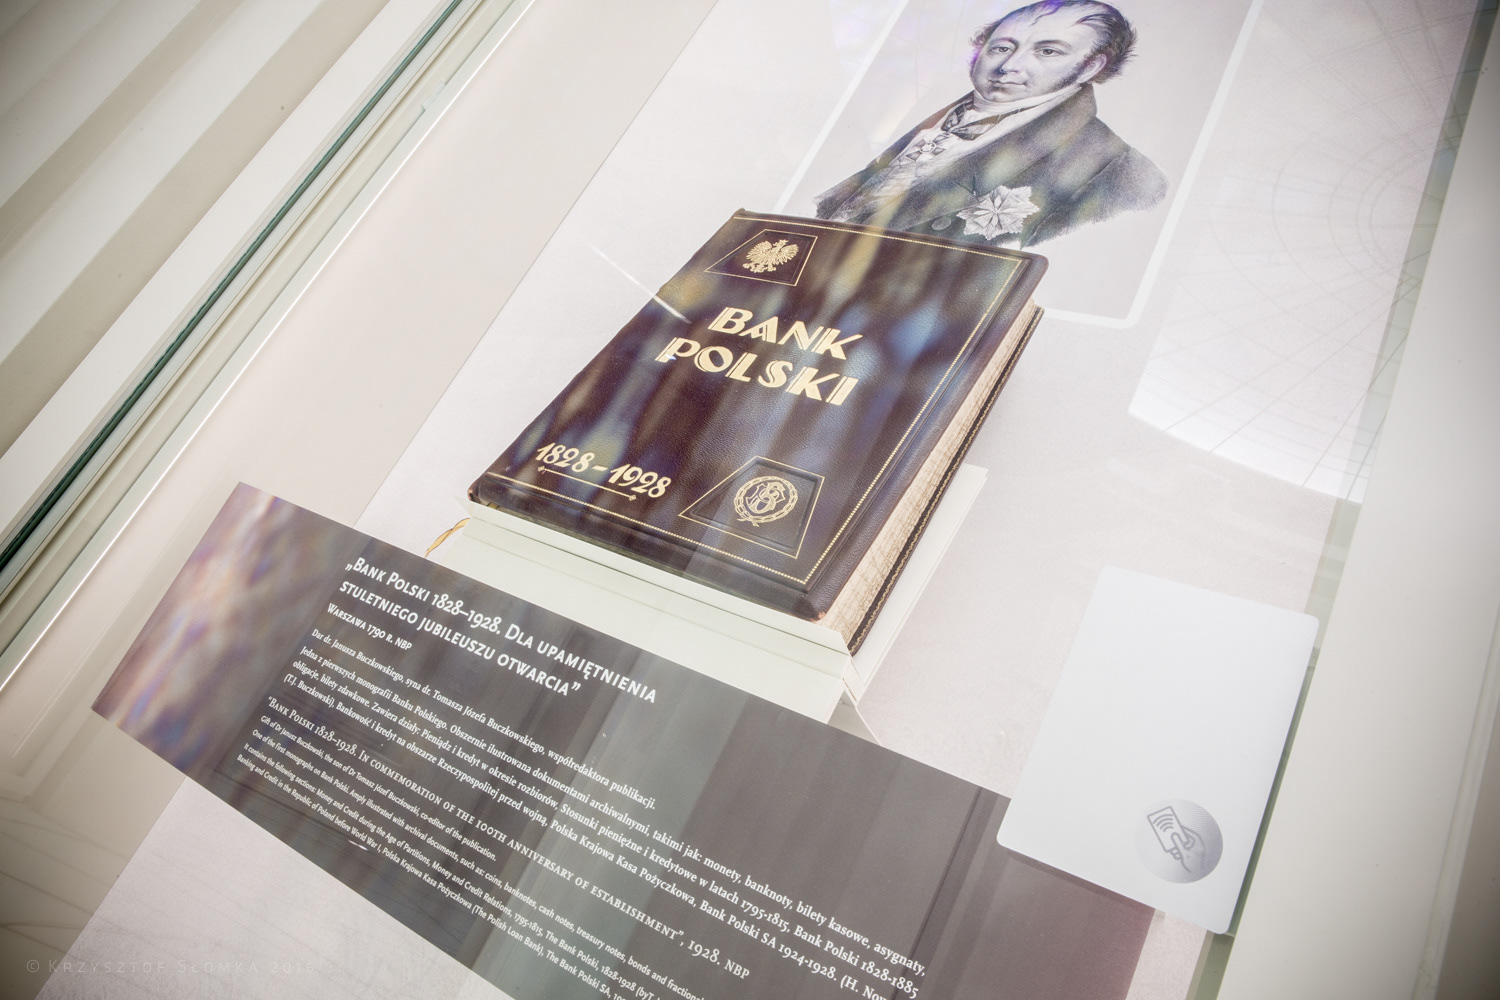 BANK
POLSKI
1828-1928
„BANK POLSKI 1828–1928. DLA UPAMIĘTNIENIA
STULETNIEGO JUBILEUSZU OTWARCIA”
WARSZAWA 1790 R. NBP
Dar dr. Janusza Buczkowskiego, syna dr. Tomasza Józefa Buczkowskiego, współredaktora publikacji.
Jedna z pierwszych monografii Banku Polskiego. Obszernie ilustrowana dokumentami archiwalnymi, takimi jak: monety, banknoty, bilety kasowe, asygnaty,
obligacje, bilety zdawkowe. Zawiera działy: Pieniądz i kredyt w okresie rozbiorów, Stosunki pieniężne i kredytowe w latach 1795-1815, Bank Polski 1828-1885
(T.J. Buczkowski), Bankowość i kredyt na obszarze Rzeczypospolitej przed wojną, Polska Krajowa Kasa Pożyczkowa, Bank Polski SA 1924-1928. (H. Now
"BANK POLSKI 1828–1928. IN COMMEMORATION OF THE 100TH ANNIVERSARY OF ESTABLISHMENT", 1928, NBP
Gift of Dr Janusz Buczkowski, the son of Dr Tomasz Józef Buczkowski, co-editor of the publication.
One of the first monographs on Bank Polski. Amply illustrated with archival documents, such as: coins, banknotes, cash notes, treasury notes, bonds and fractional
It contains the following sections: Money and Credit during the Age of Partitions, Money and Credit Relations, 1795-1815, The Bank Polski, 1828-1928 (by T.
Banking and Credit in the Republic of Poland before World War I, Polska Krajowa Kasa Pożyczkowa (The Polish Loan Bank), The Bank Polski SA,
© KRZYSZTOF SŁOMKA